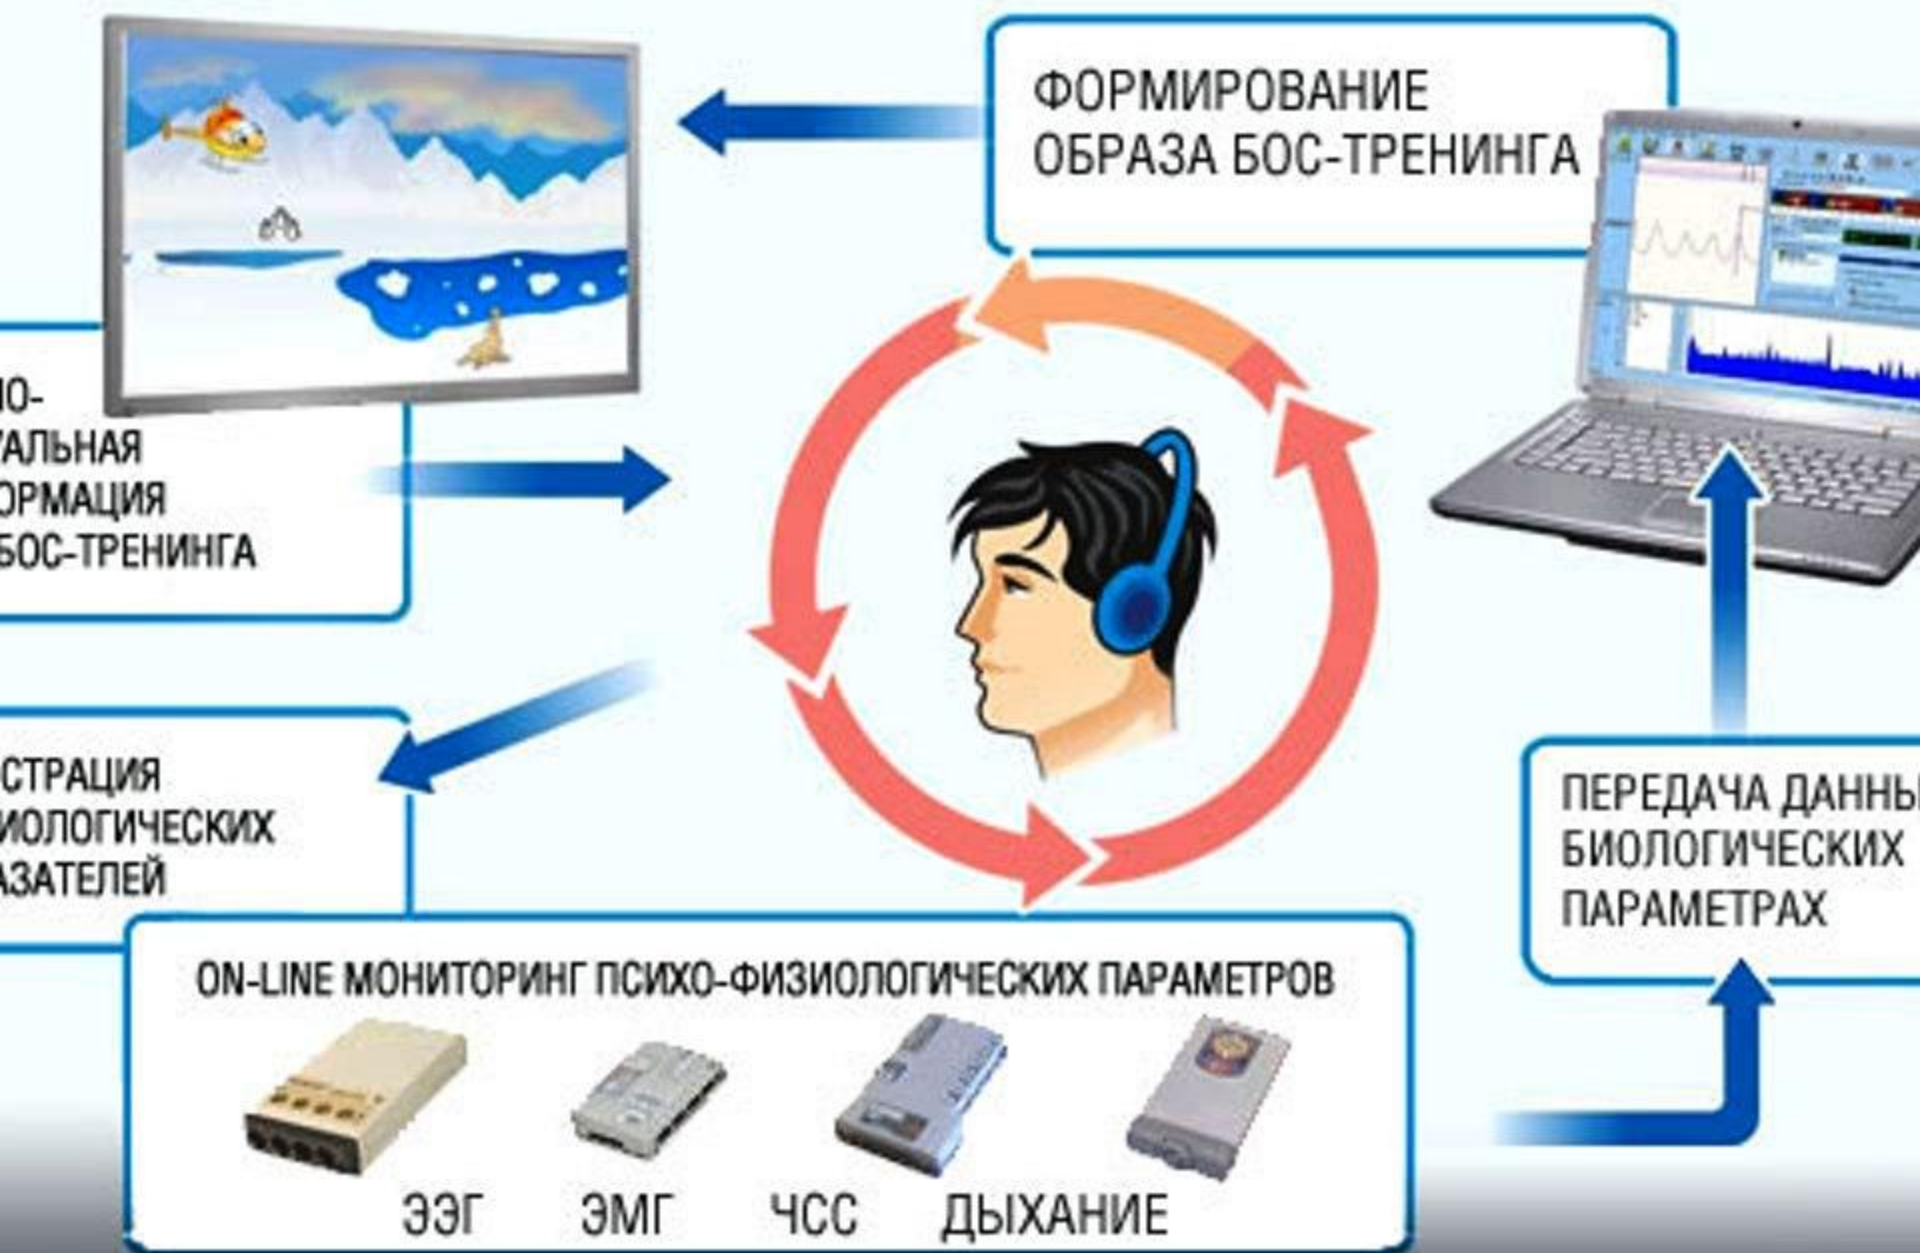 ФОРМИРОВАНИЕ
ОБРАЗА БОС-ТРЕНИНГА
УАЛЬНАЯ
ОРМАЦИЯ
БОС-ТРЕНИНГА
СТРАЦИЯ
ИОЛОГИЧЕСКИХ
АЗАТЕЛЕЙ
ПЕРЕДАЧА ДАННЫ
БИОЛОГИЧЕСКИХ
ПАРАМЕТРАХ
ON-LINE МОНИТОРИНГ ПСИХО-ФИЗИОЛОГИЧЕСКИХ ПАРАМЕТРОВ
ЭЭГ ЭМГ ЧСС ДЫХАНИЕ